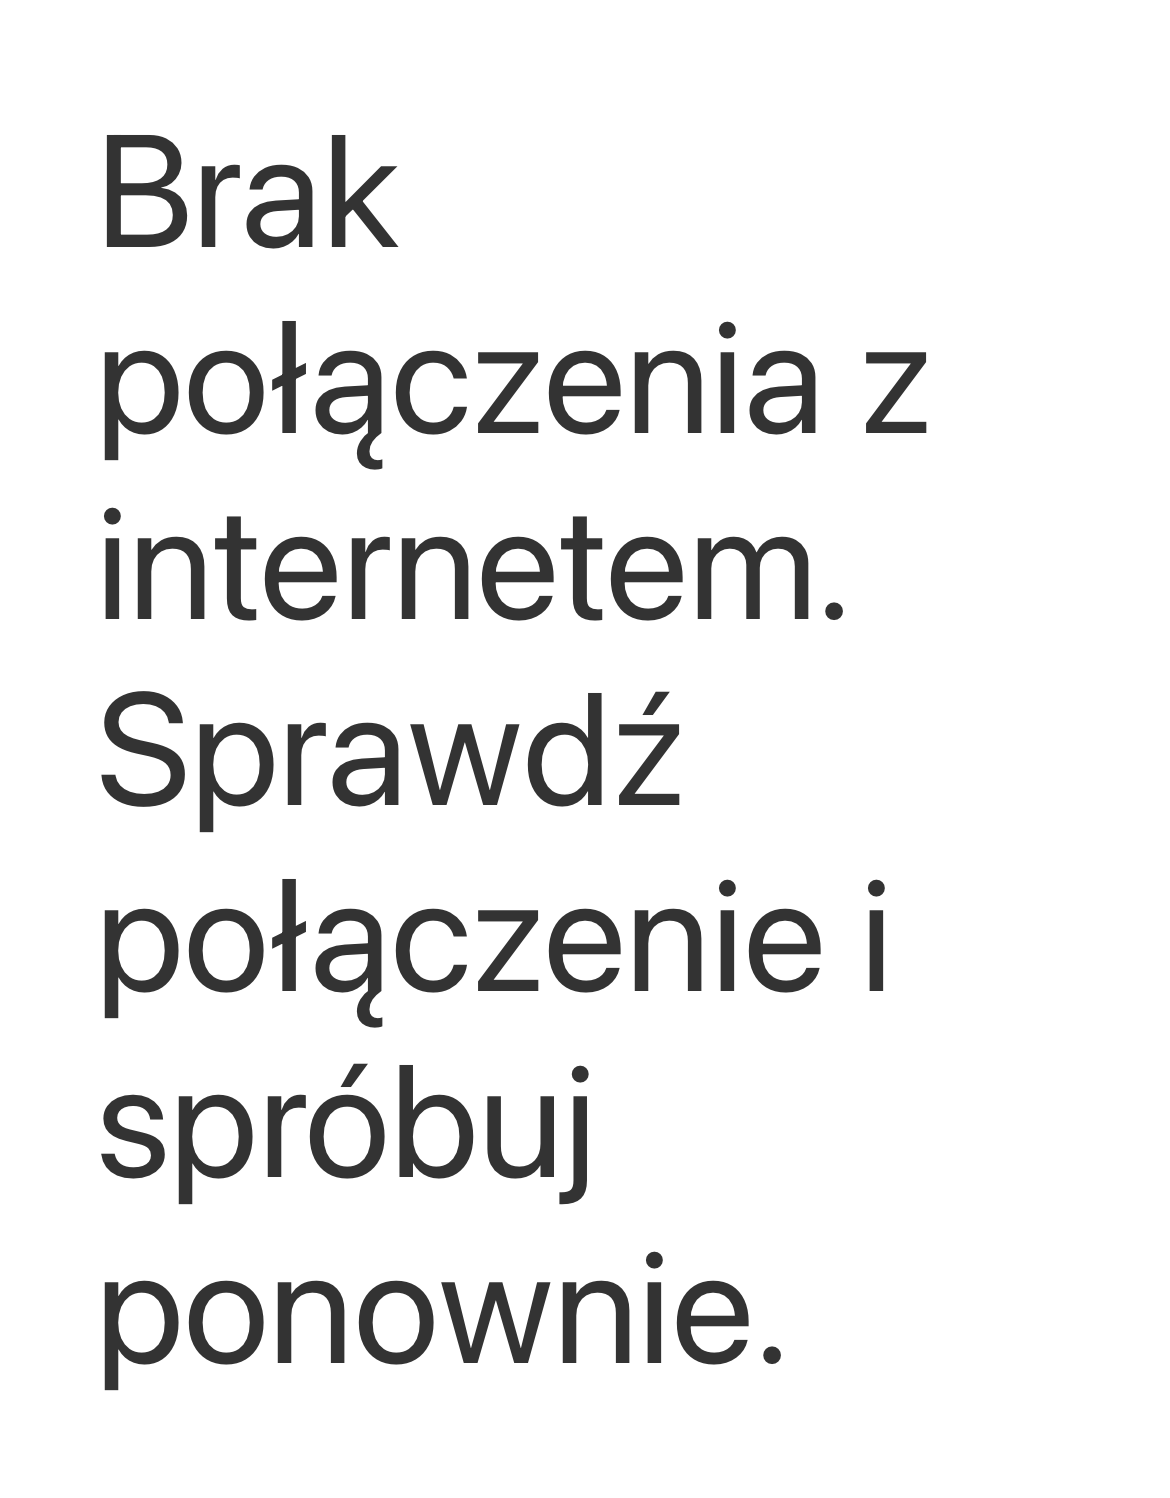 Brak
połączenia z
internetem.
Sprawdź
połączenie i
spróbuj
ponownie.